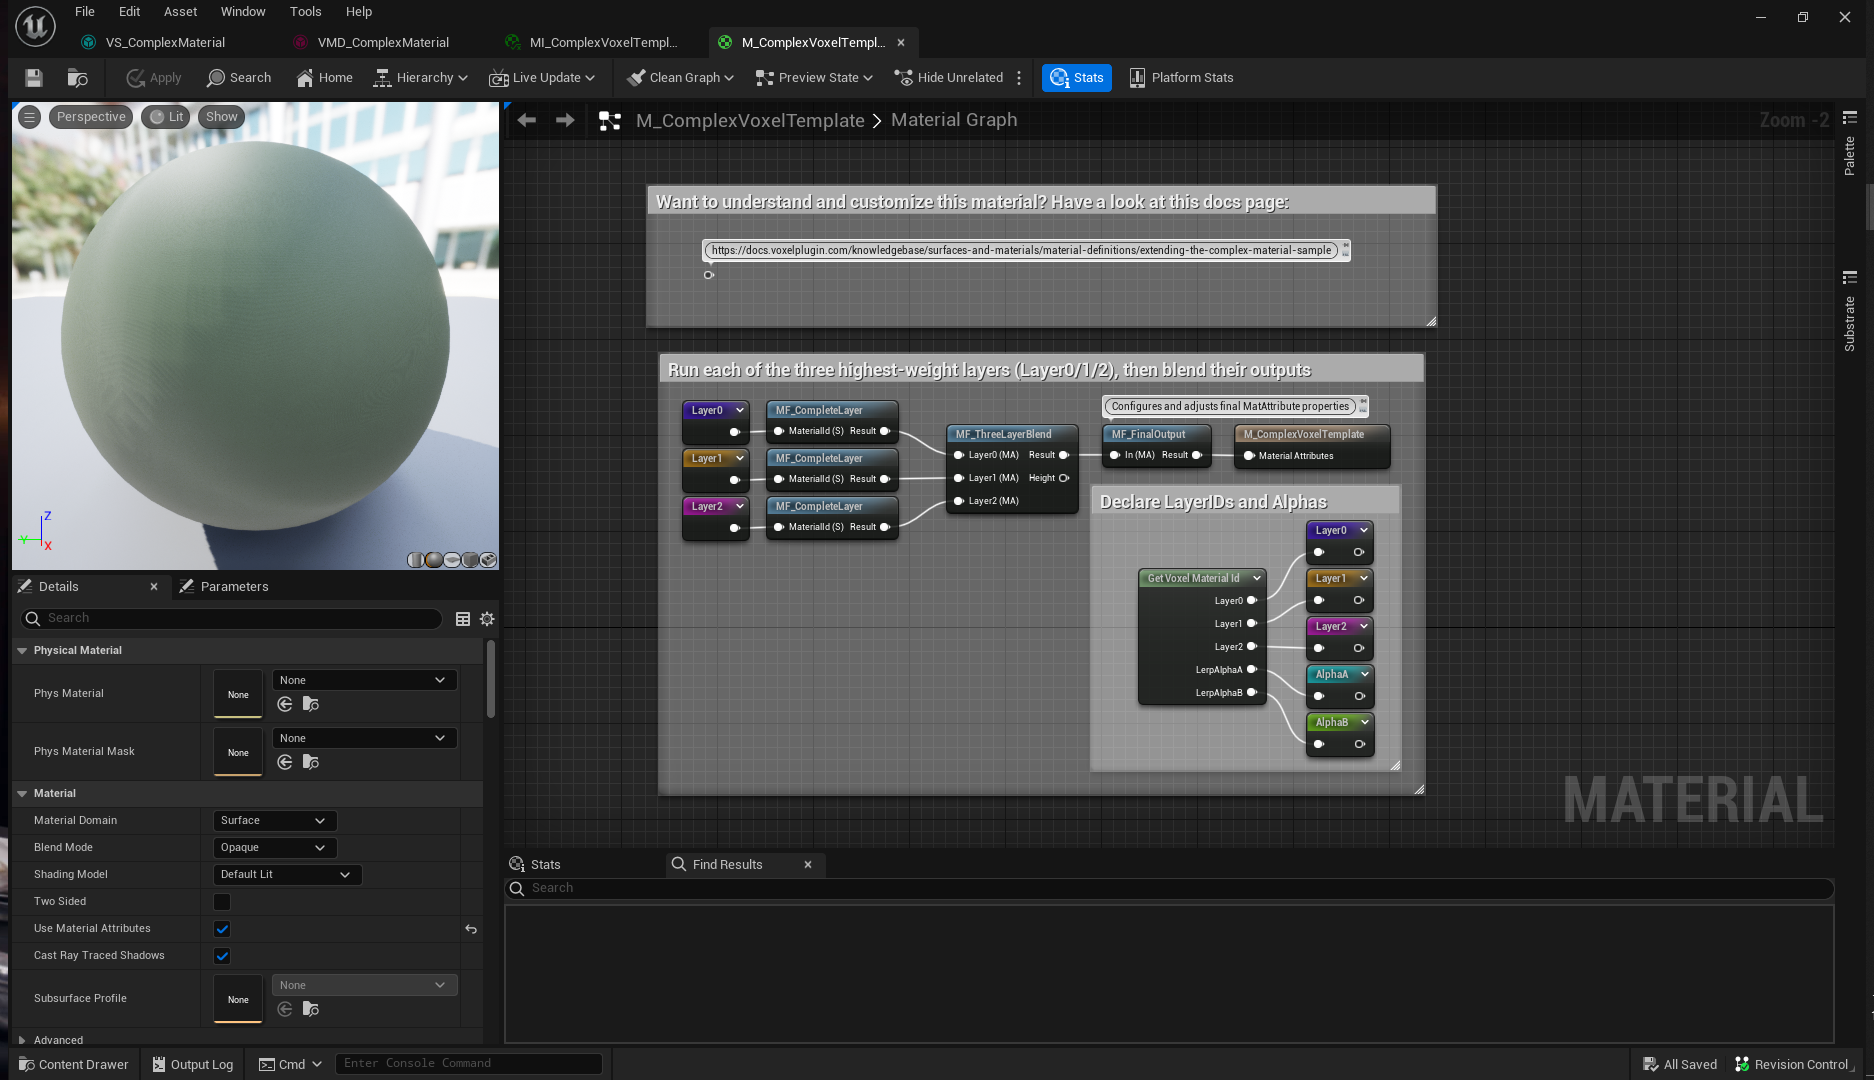 File Edit Asset Window Tools Help
VS_ComplexMaterial VMD_ComplexMaterial MI_ComplexVoxelTempl... M_ComplexVoxelTempl...
Apply Search Home Hierarchy Live Update Clean Graph Preview State Hide Unrelated Stats Platform Stats
Perspective Lit Show
M_ComplexVoxelTemplate > Material Graph
Zoom -2
Palette
Substrate
Want to understand and customize this material? Have a look at this docs page:
https://docs.voxelplugin.com/knowledgebase/surfaces-and-materials/material-definitions/extending-the-complex-material-sample
Run each of the three highest-weight layers (Layer0/1/2), then blend their outputs
Layer0
MF_CompleteLayer
MaterialId (S) Result
Layer1
MF_CompleteLayer
MaterialId (S) Result
Layer2
MF_CompleteLayer
MaterialId (S) Result
MF_ThreeLayerBlend
Layer0 (MA) Result
Layer1 (MA) Height
Layer2 (MA)
Configures and adjusts final MatAttribute properties
MF_FinalOutput
In (MA) Result
M_ComplexVoxelTemplate
Material Attributes
Declare LayerIDs and Alphas
Get Voxel Material Id
Layer0
Layer1
Layer2
LerpAlphaA
LerpAlphaB
Layer0
Layer1
Layer2
AlphaA
AlphaB
MATERIAL
Z
Y
X
Details Parameters
Search
Physical Material
Phys Material None None
Phys Material Mask None None
Material
Material Domain Surface
Blend Mode Opaque
Shading Model Default Lit
Two Sided
Use Material Attributes
Cast Ray Traced Shadows
Subsurface Profile None None
Advanced
Stats Find Results
Search
Content Drawer Output Log Cmd Enter Console Command All Saved Revision Control